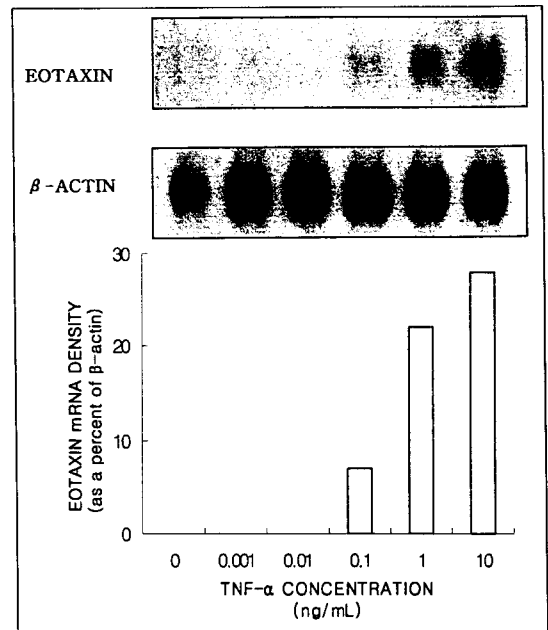 EOTAXIN
β-ACTIN
EOTAXIN mRNA DENSITY
(as a percent of β-actin)
30
20
10
0
0 0.001 0.01 0.1 1 10
TNF-α CONCENTRATION
(ng/mL)